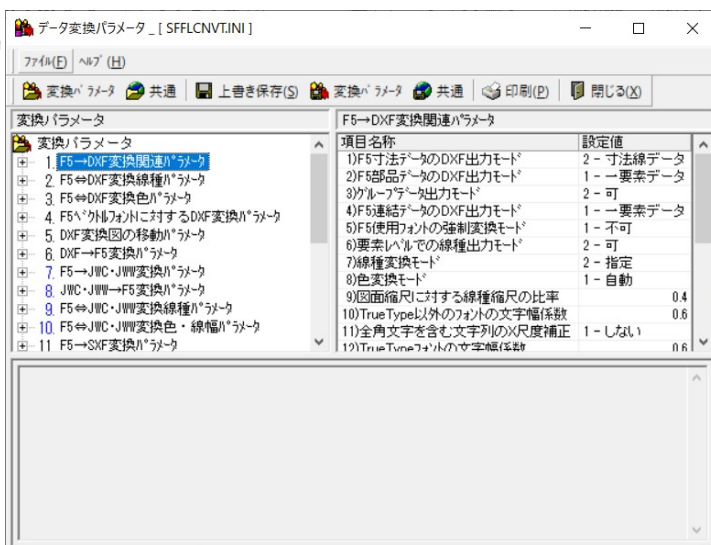 データ変換パラメータ _ [ SFFLCNVT.INI ]
ﾌｧｲﾙ(F) ﾍﾙﾌﾟ(H)
変換ﾊﾟﾗﾒｰﾀ 共通 上書き保存(S) 変換ﾊﾟﾗﾒｰﾀ 共通 印刷(P) 閉じる(X)
変換パラメータ
変換パラメータ
1. F5→DXF変換関連ﾊﾟﾗﾒｰﾀ
2. F5⇔DXF変換線種ﾊﾟﾗﾒｰﾀ
3. F5⇔DXF変換色ﾊﾟﾗﾒｰﾀ
4. F5ﾍﾞｸﾄﾙﾌｫﾝﾄに対するDXF変換ﾊﾟﾗﾒｰﾀ
5. DXF変換図の移動ﾊﾟﾗﾒｰﾀ
6. DXF→F5変換ﾊﾟﾗﾒｰﾀ
7. F5→JWC･JWW変換ﾊﾟﾗﾒｰﾀ
8. JWC･JWW→F5変換ﾊﾟﾗﾒｰﾀ
9. F5⇔JWC･JWW変換線種ﾊﾟﾗﾒｰﾀ
10. F5⇔JWC･JWW変換色・線幅ﾊﾟﾗﾒｰﾀ
11 F5→SXF変換ﾊﾟﾗﾒｰﾀ
F5→DXF変換関連ﾊﾟﾗﾒｰﾀ
項目名称 設定値
1)F5寸法ﾃﾞｰﾀのDXF出力ﾓｰﾄﾞ 2 - 寸法線データ
2)F5部品ﾃﾞｰﾀのDXF出力ﾓｰﾄﾞ 1 - 一要素データ
3)ｸﾞﾙｰﾌﾟﾃﾞｰﾀ出力ﾓｰﾄﾞ 2 - 可
4)F5連結ﾃﾞｰﾀのDXF出力ﾓｰﾄﾞ 1 - 一要素データ
5)F5使用ﾌｫﾝﾄの強制変換ﾓｰﾄﾞ 1 - 不可
6)要素ﾚﾍﾞﾙでの線種出力ﾓｰﾄﾞ 2 - 可
7)線種変換ﾓｰﾄﾞ 2 - 指定
8)色変換ﾓｰﾄﾞ 1 - 自動
9)図面縮尺に対する線種縮尺の比率 0.4
10)TrueType以外のﾌｫﾝﾄの文字幅係数 0.6
11)全角文字を含む文字列のX尺度補正 1 - しない
12)TrueTypeﾌｫﾝﾄの文字幅係数 0.6